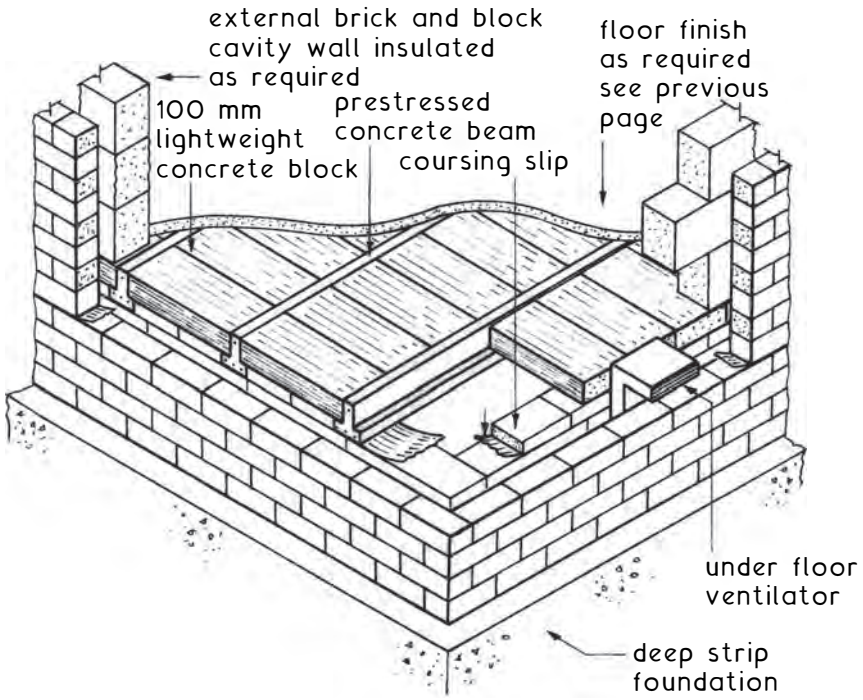 external brick and block
cavity wall insulated
as required
floor finish
as required
see previous
page
100 mm
lightweight
concrete block
prestressed
concrete beam
coursing slip
under floor
ventilator
deep strip
foundation